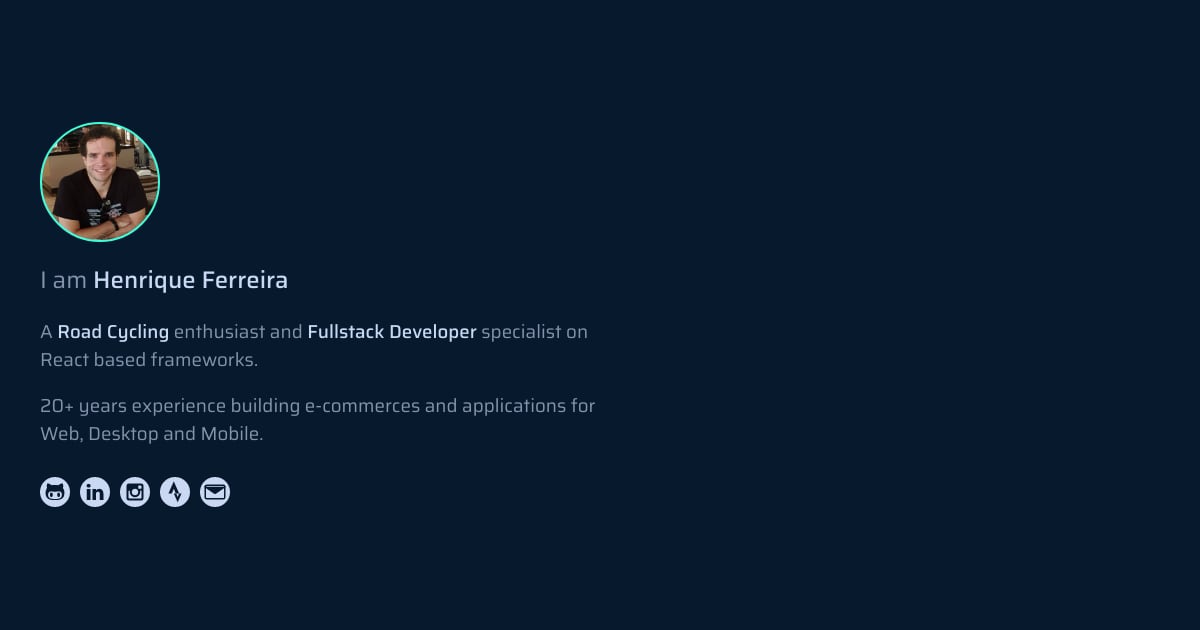 I am Henrique Ferreira
A Road Cycling enthusiast and Fullstack Developer specialist on
React based frameworks.
20+ years experience building e-commerces and applications for
Web, Desktop and Mobile.
in